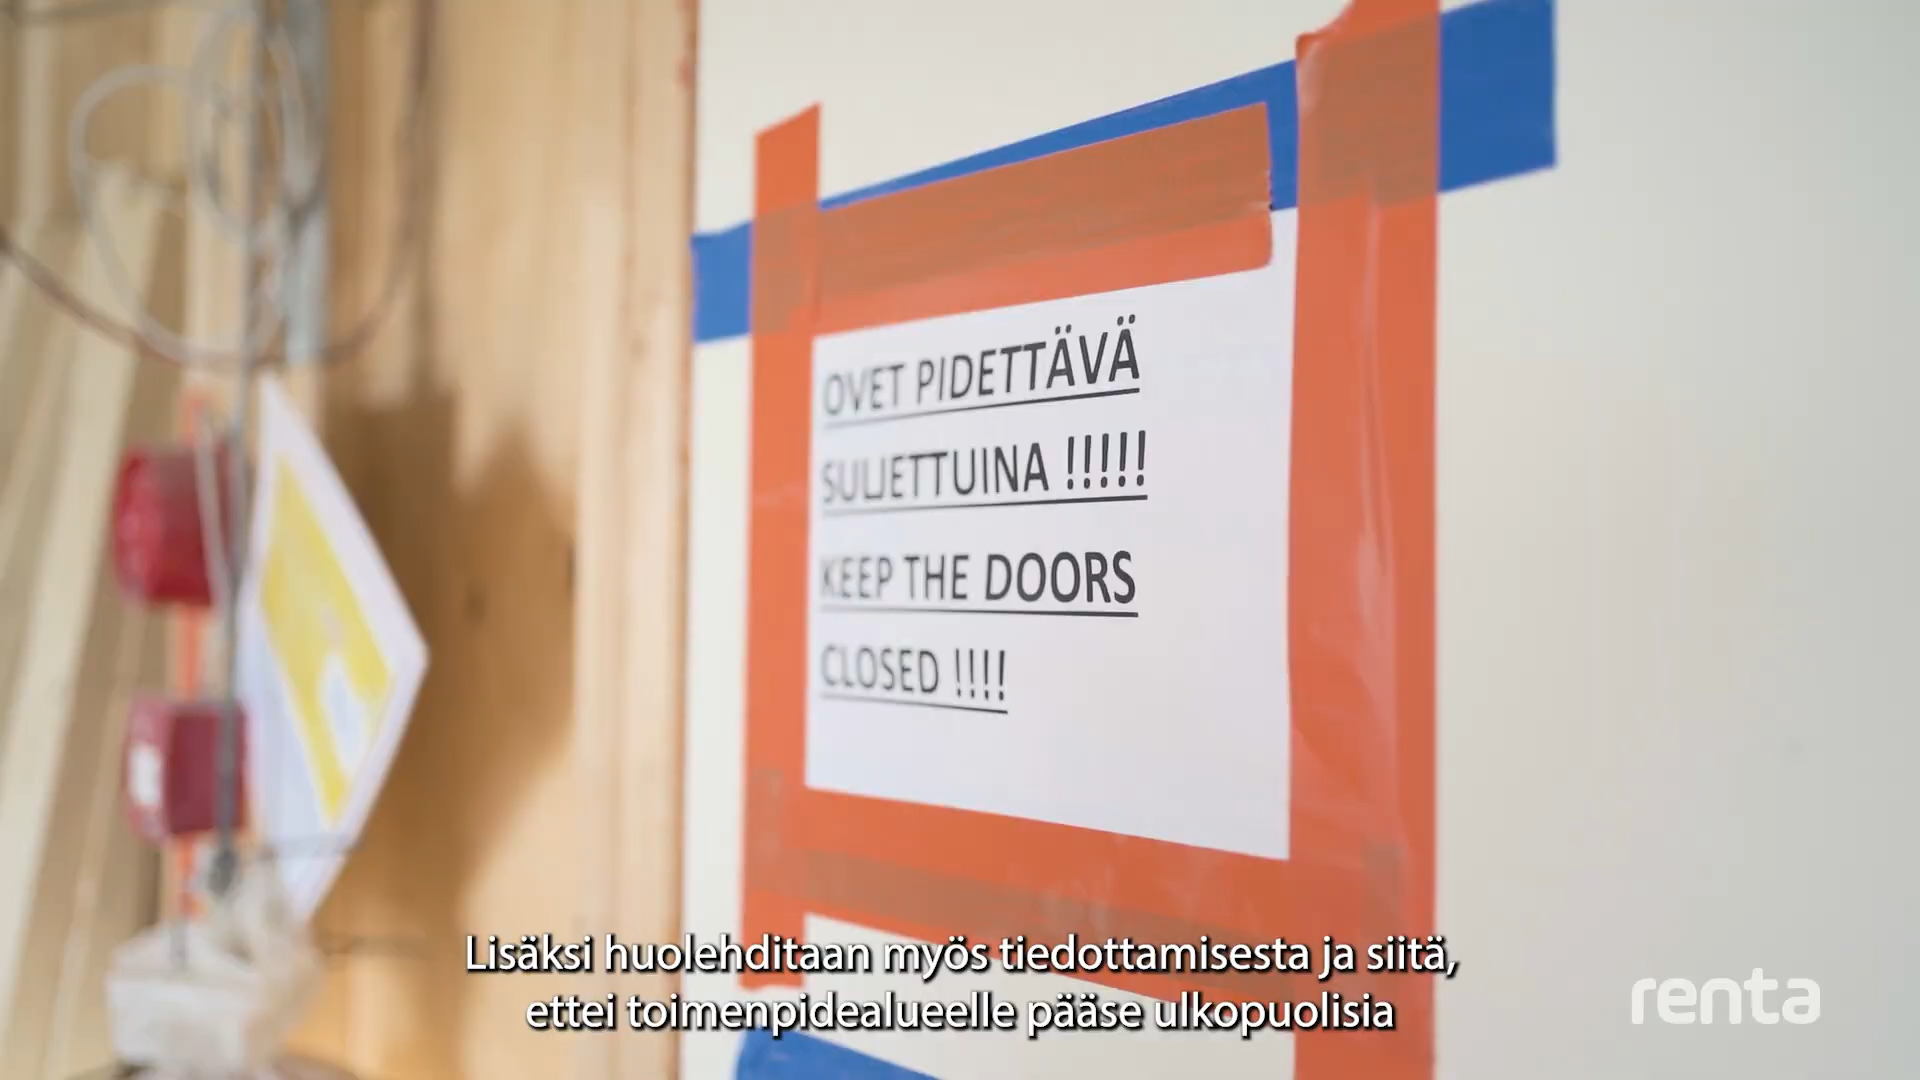 OVET PIDETTÄVÄ
SULJETTUINA !!!!!
KEEP THE DOORS
CLOSED !!!!
Lisäksi huolehditaan myös tiedottamisesta ja siitä,
ettei toimenpidealueelle pääse ulkopuolisia
renta